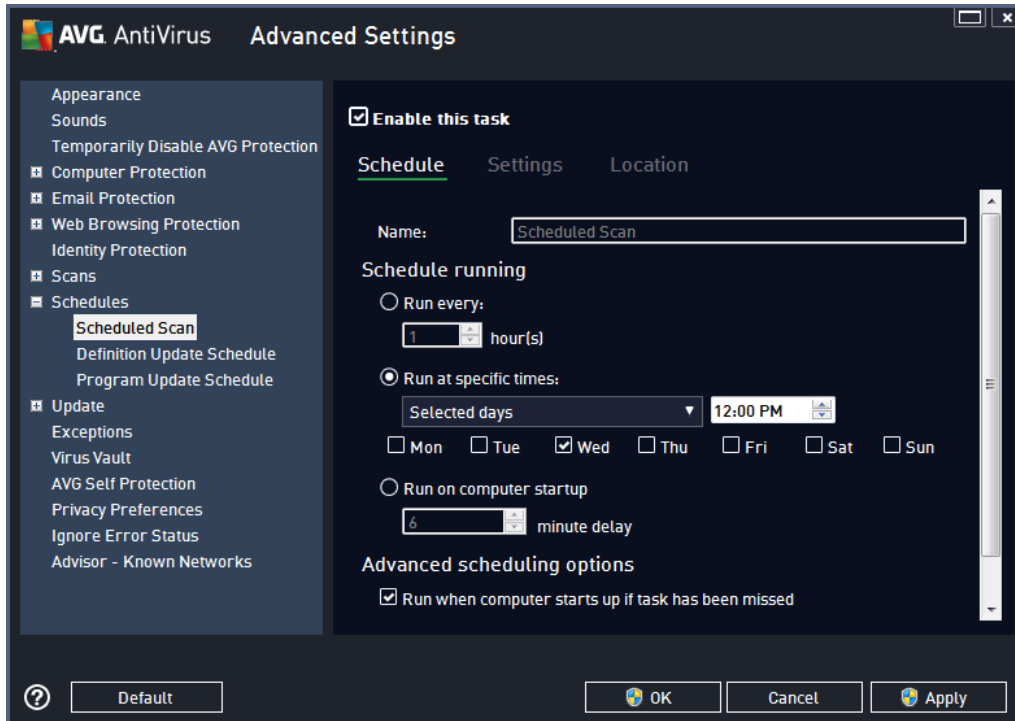 AVG AntiVirus Advanced Settings
Appearance
Sounds
Temporarily Disable AVG Protection
Computer Protection
Email Protection
Web Browsing Protection
Identity Protection
Scans
Schedules
Scheduled Scan
Definition Update Schedule
Program Update Schedule
Update
Exceptions
Virus Vault
AVG Self Protection
Privacy Preferences
Ignore Error Status
Advisor - Known Networks
Enable this task
Schedule Settings Location
Name: Scheduled Scan
Schedule running
Run every:
1 hour(s)
Run at specific times:
Selected days 12:00 PM
Mon Tue Wed Thu Fri Sat Sun
Run on computer startup
6 minute delay
Advanced scheduling options
Run when computer starts up if task has been missed
? Default OK Cancel Apply